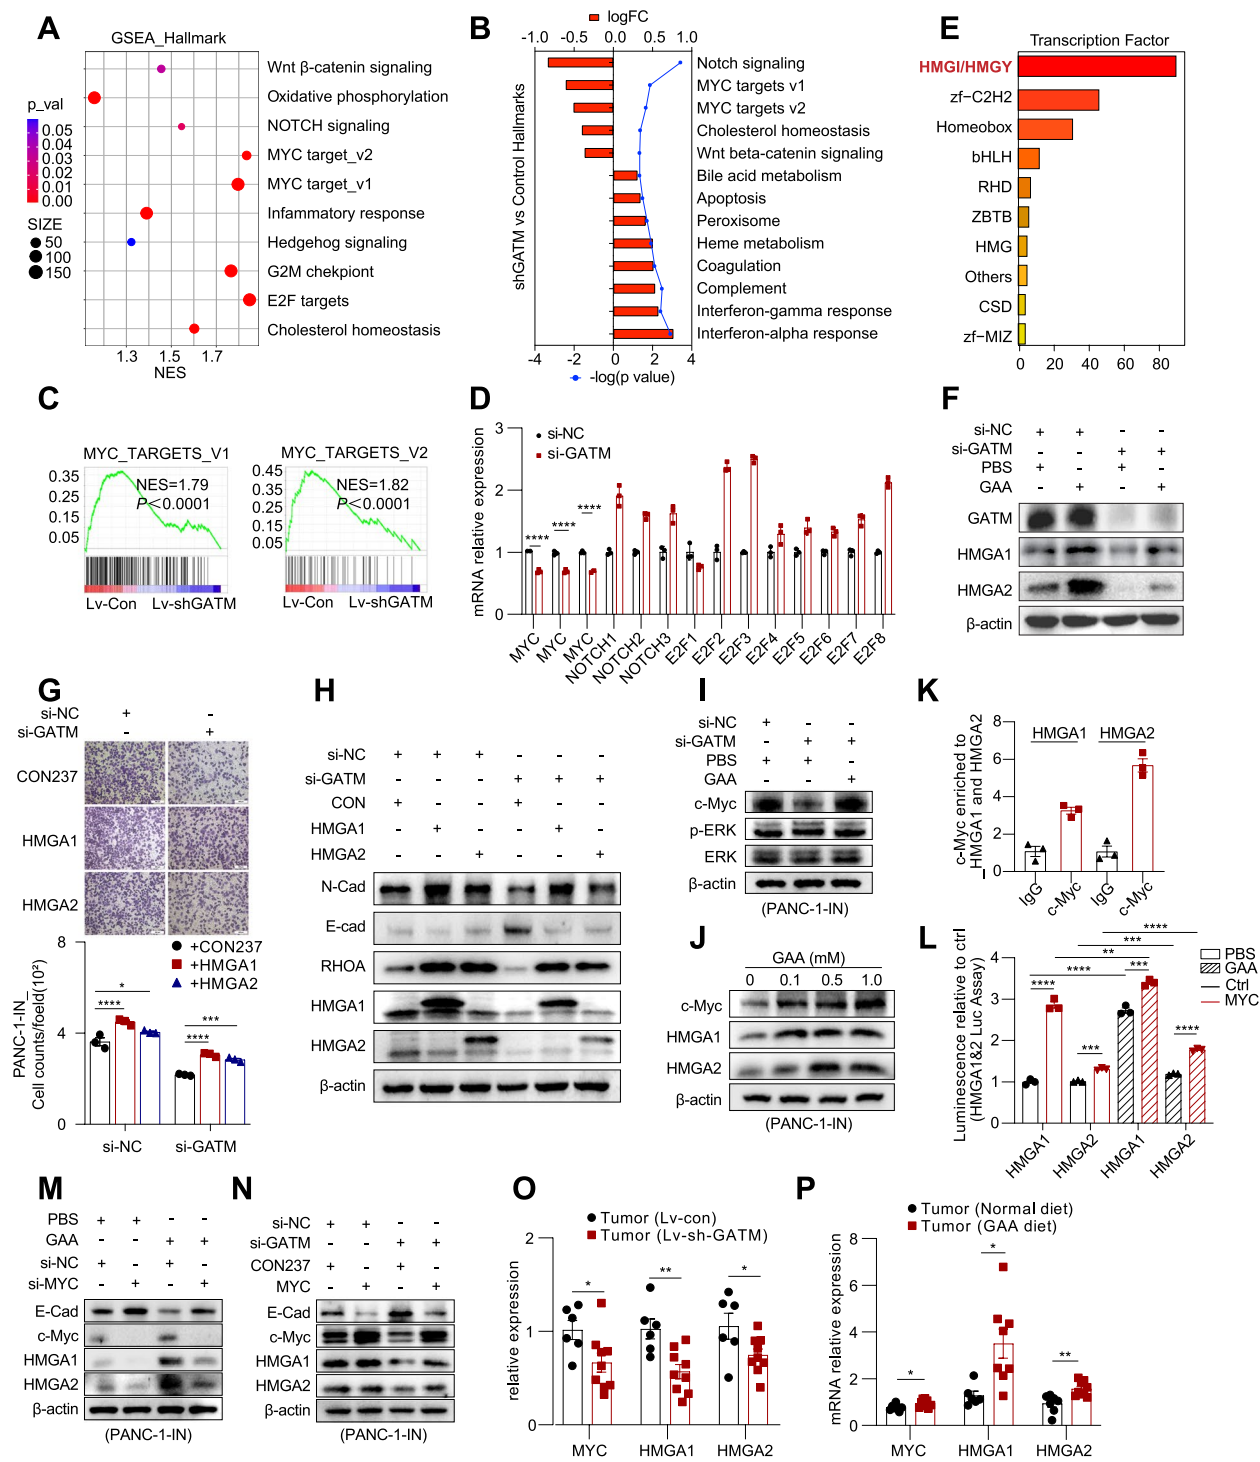 A
GSEA_Hallmark
Wnt β-catenin signaling
Oxidative phosphorylation
NOTCH signaling
MYC target_v2
MYC target_v1
Infammatory response
Hedgehog signaling
G2M chekpiont
E2F targets
Cholesterol homeostasis
p_val
0.05
0.04
0.03
0.02
0.01
0.00
SIZE
50
100
150
1.3 1.5 1.7
NES
B
logFC
-1.0 -0.5 0.0 0.5 1.0
shGATM vs Control Hallmarks
Notch signaling
MYC targets v1
MYC targets v2
Cholesterol homeostasis
Wnt beta-catenin signaling
Bile acid metabolism
Apoptosis
Peroxisome
Heme metabolism
Coagulation
Complement
Interferon-gamma response
Interferon-alpha response
-4 -2 0 2 4
-log(p value)
E
Transcription Factor
HMGI/HMGY
zf−C2H2
Homeobox
bHLH
RHD
ZBTB
HMG
Others
CSD
zf−MIZ
0 20 40 60 80
C
MYC_TARGETS_V1
0.35
0.25
0.15
0.05
NES=1.79
P<0.0001
Lv-Con Lv-shGATM
MYC_TARGETS_V2
0.45
0.35
0.25
0.15
0.05
NES=1.82
P<0.0001
Lv-Con Lv-shGATM
D
mRNA relative expression
3
2
1
0
si-NC
si-GATM
**** **** ****
MYC MYC MYC NOTCH1 NOTCH2 NOTCH3 E2F1 E2F2 E2F3 E2F4 E2F5 E2F6 E2F7 E2F8
F
si-NC + + - -
si-GATM - - + +
PBS + - + -
GAA - + - +
GATM
HMGA1
HMGA2
β-actin
G
si-NC + -
si-GATM - +
CON237
HMGA1
HMGA2
PANC-1-IN_
Cell counts/foeld(10²)
8
4
0
+CON237
+HMGA1
+HMGA2
**** *
**** ***
si-NC si-GATM
H
si-NC + + + - - -
si-GATM - - - + + +
CON + - - + - -
HMGA1 - + - - + -
HMGA2 - - + - - +
N-Cad
E-cad
RHOA
HMGA1
HMGA2
β-actin
I
si-NC + - -
si-GATM - + +
PBS + + -
GAA - - +
c-Myc
p-ERK
ERK
β-actin
(PANC-1-IN)
J
GAA (mM)
0 0.1 0.5 1.0
c-Myc
HMGA1
HMGA2
β-actin
(PANC-1-IN)
K
c-Myc enriched to
_HMGA1 and HMGA2
8
6
4
2
0
HMGA1 HMGA2
IgG c-Myc IgG c-Myc
L
Luminescence relative to ctrl
(HMGA1&2 Luc Assay)
4
3
2
1
0
**** *** **** ** *** *** **** ****
PBS
GAA
Ctrl
MYC
HMGA1 HMGA2 HMGA1 HMGA2
M
PBS + + - -
GAA - - + +
si-NC + - + -
si-MYC - + - +
E-Cad
c-Myc
HMGA1
HMGA2
β-actin
(PANC-1-IN)
N
si-NC + + - -
si-GATM - - + +
CON237 + - + -
MYC - + - +
E-Cad
c-Myc
HMGA1
HMGA2
β-actin
(PANC-1-IN)
O
Tumor (Lv-con)
Tumor (Lv-sh-GATM)
relative expression
2
1
0
* ** *
MYC HMGA1 HMGA2
P
Tumor (Normal diet)
Tumor (GAA diet)
mRNA relative expression
8
6
4
2
0
* * **
MYC HMGA1 HMGA2